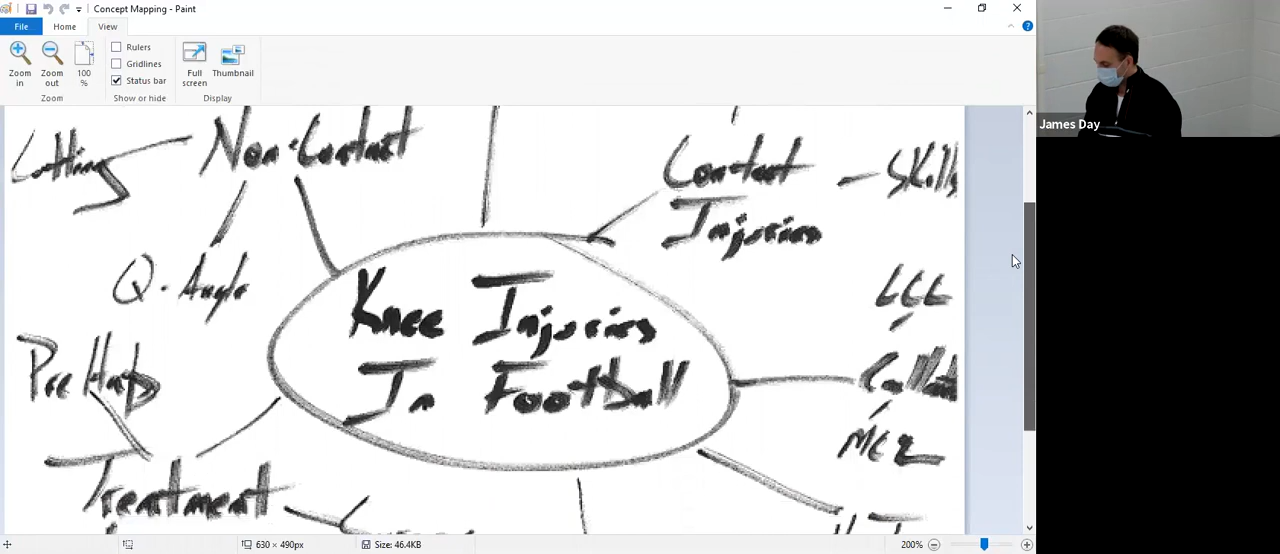 Concept Mapping - Paint
File Home View
Zoom in
Zoom out
100 %
Rulers
Gridlines
Status bar
Full screen
Thumbnail
Zoom
Show or hide
Display
James Day
Cutting
Non-Contact
Contact
Injuries
Skills
Q-Angle
Knee Injuries
In Football
LCL
MCL
Pre Hab
Treatment
630 × 490px
Size: 46.4KB
200%